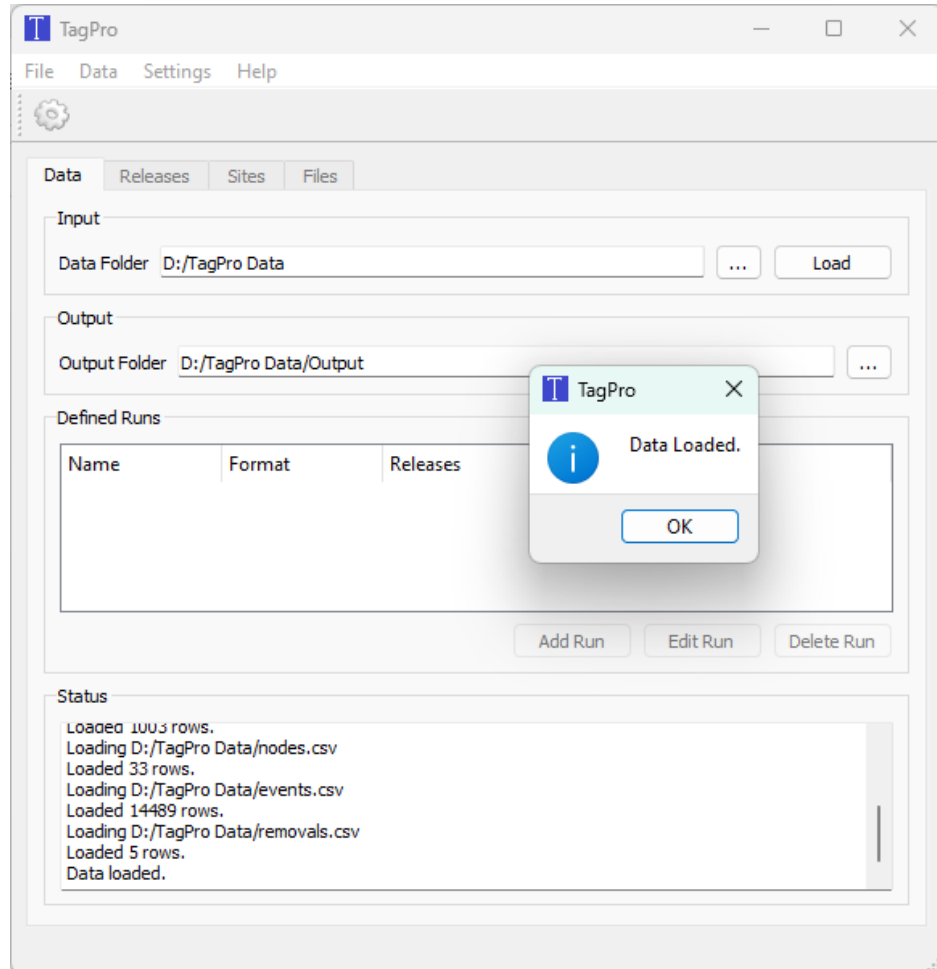 TagPro
File Data Settings Help
Data Releases Sites Files
Input
Data Folder D:/TagPro Data ... Load
Output
Output Folder D:/TagPro Data/Output ...
TagPro
Data Loaded.
OK
Defined Runs
Name Format Releases
Add Run Edit Run Delete Run
Status
Loaded 1003 rows.
Loading D:/TagPro Data/nodes.csv
Loaded 33 rows.
Loading D:/TagPro Data/events.csv
Loaded 14489 rows.
Loading D:/TagPro Data/removals.csv
Loaded 5 rows.
Data loaded.